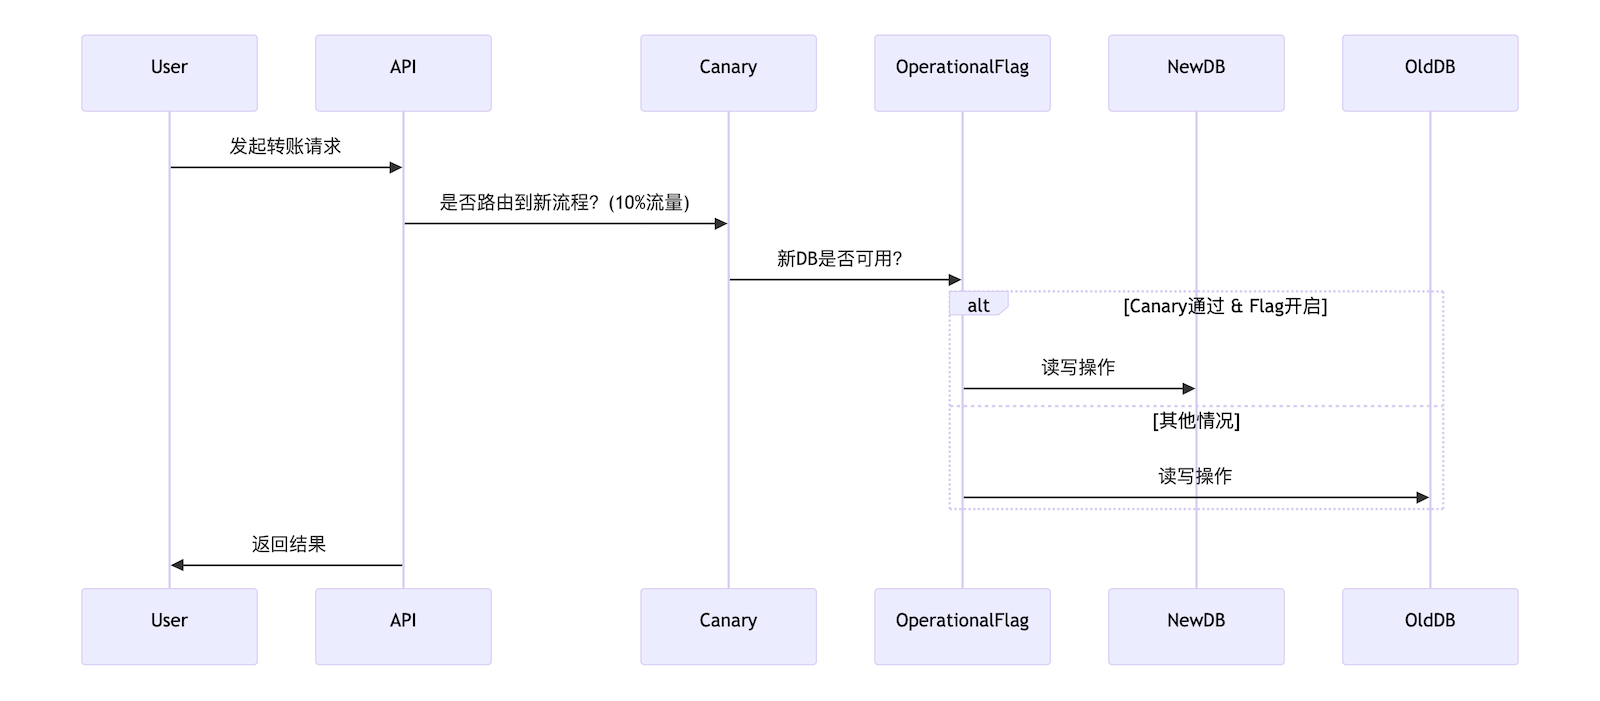 User
API
Canary
OperationalFlag
NewDB
OldDB
发起转账请求
是否路由到新流程？(10%流量)
新DB是否可用？
alt
[Canary通过 & Flag开启]
读写操作
[其他情况]
读写操作
返回结果
User
API
Canary
OperationalFlag
NewDB
OldDB